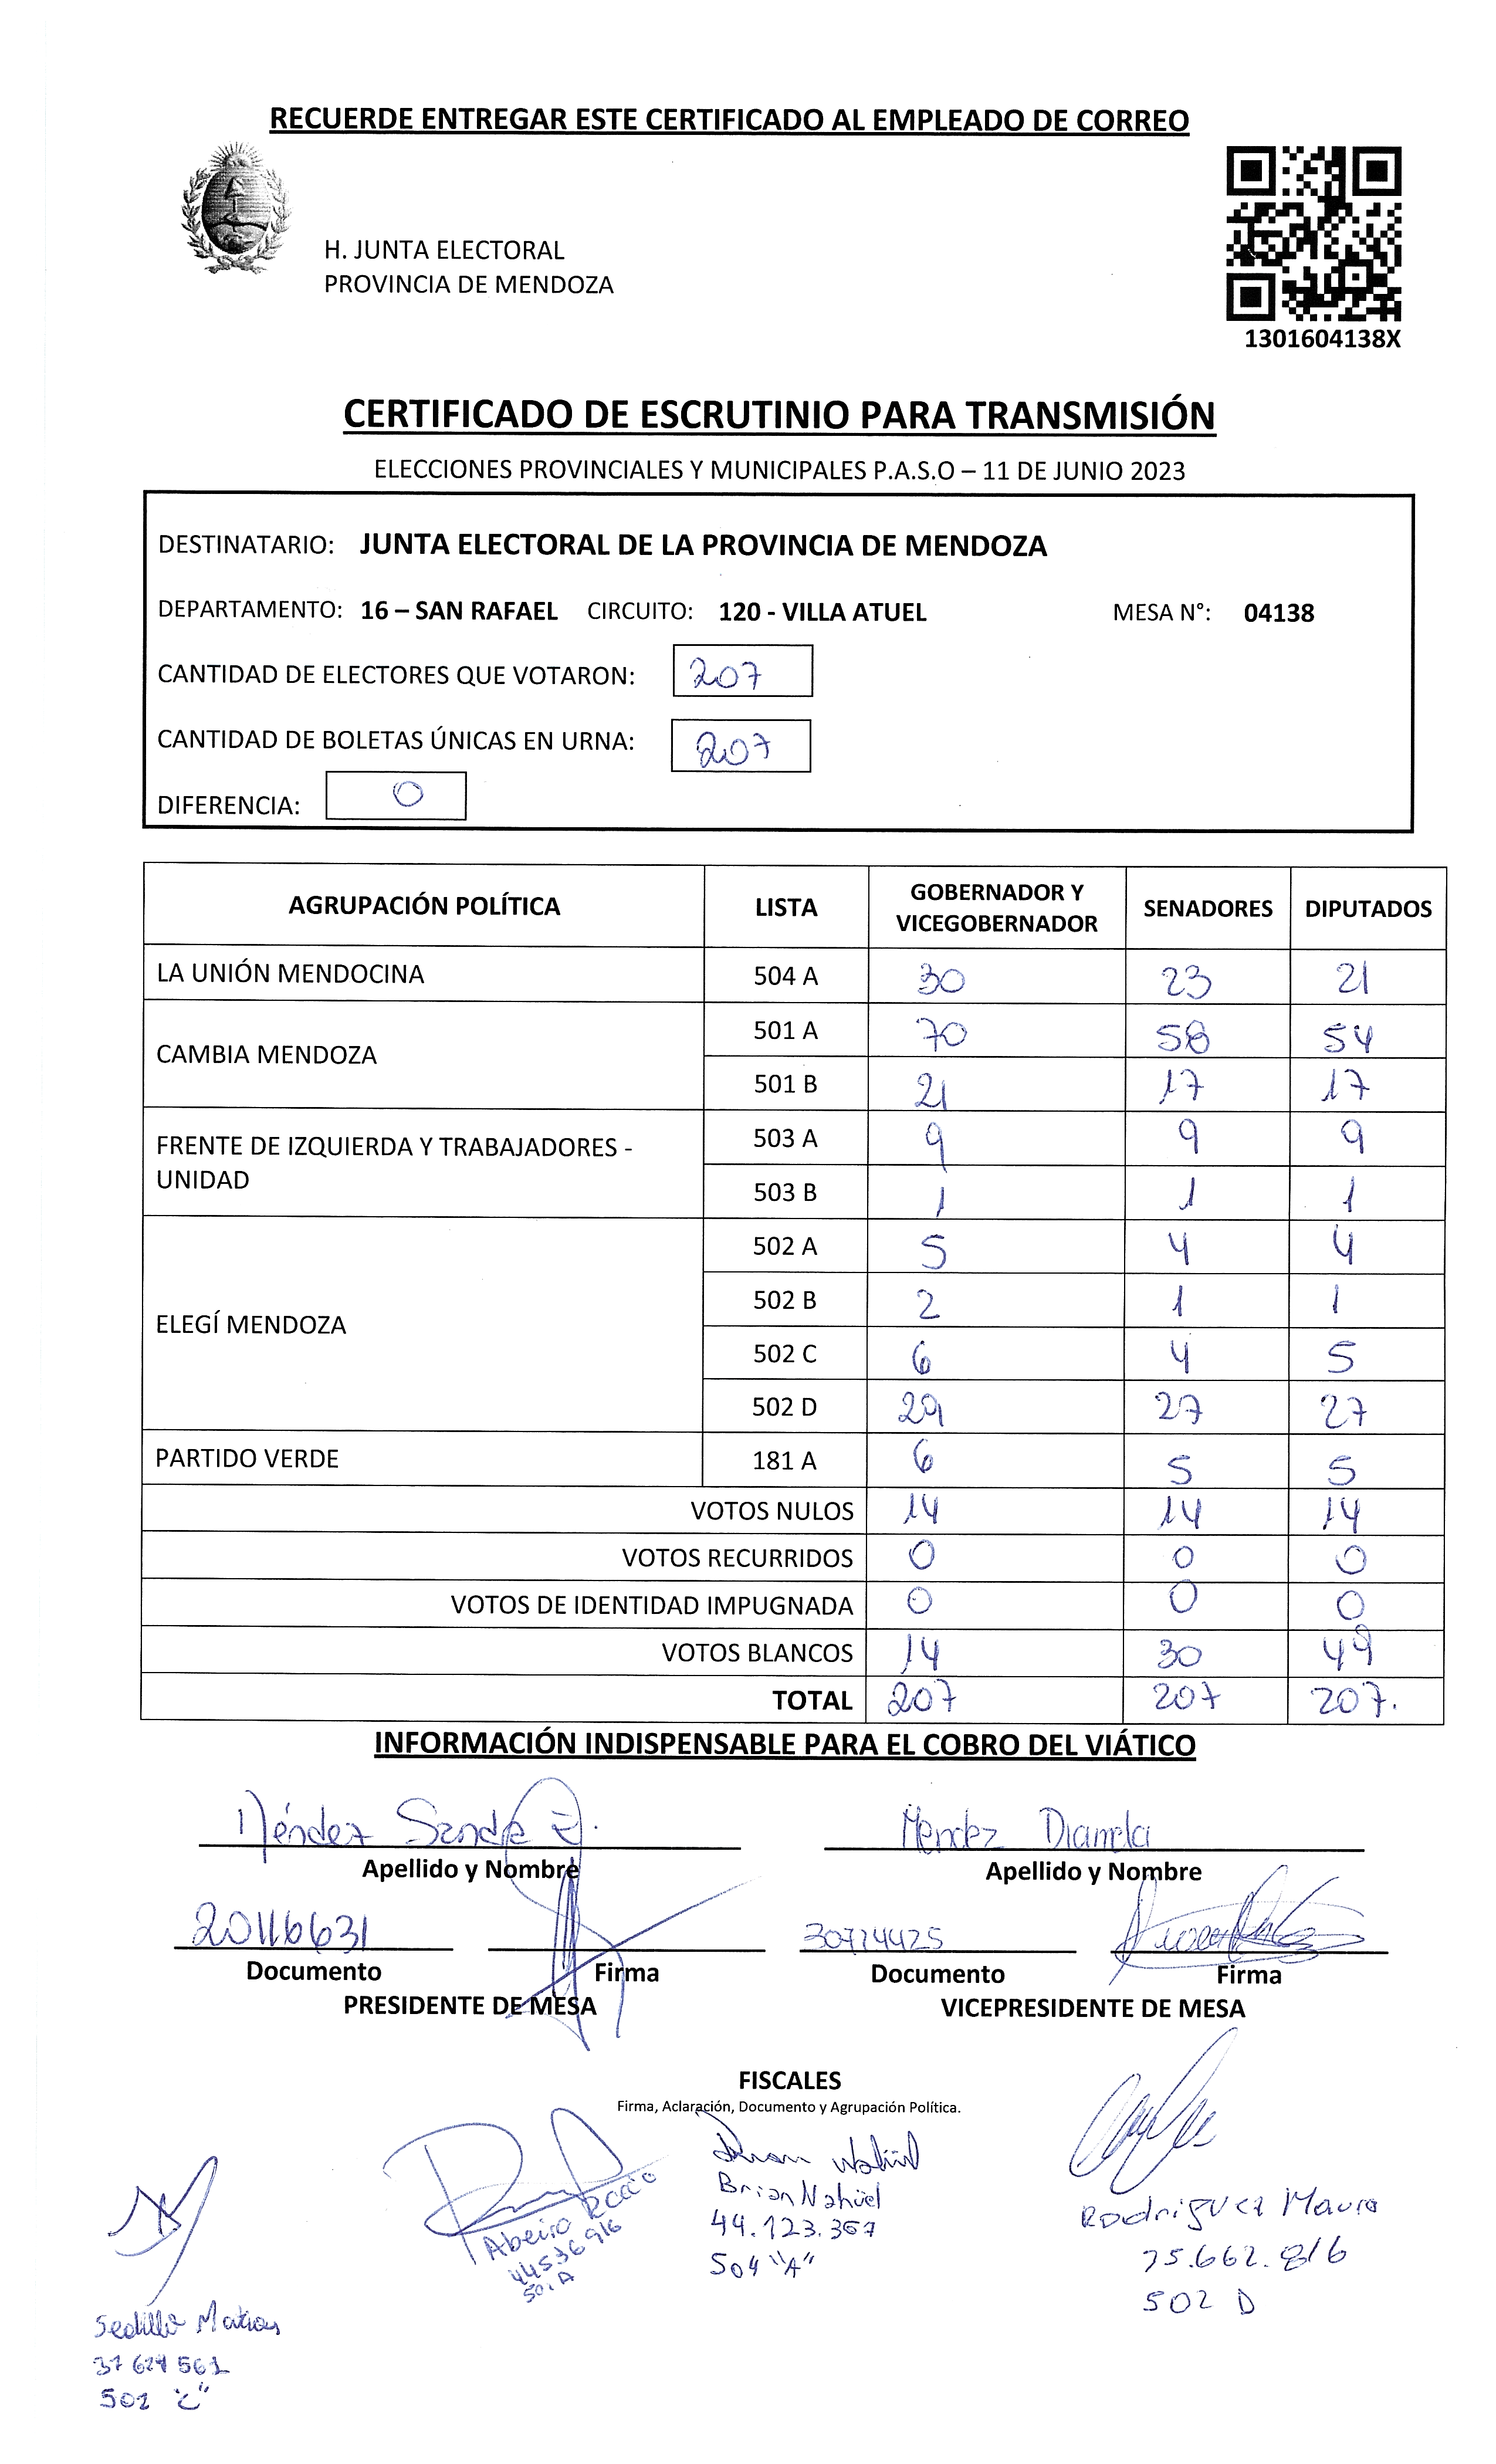 RECUERDE ENTREGAR ESTE CERTIFICADO AL EMPLEADO DE CORREO
H. JUNTA ELECTORAL
PROVINCIA DE MENDOZA
1301604138X
CERTIFICADO DE ESCRUTINIO PARA TRANSMISIÓN
ELECCIONES PROVINCIALES Y MUNICIPALES P.A.S.O – 11 DE JUNIO 2023
DESTINATARIO: JUNTA ELECTORAL DE LA PROVINCIA DE MENDOZA
DEPARTAMENTO: 16 – SAN RAFAEL CIRCUITO: 120 - VILLA ATUEL MESA N°: 04138
CANTIDAD DE ELECTORES QUE VOTARON: 207
CANTIDAD DE BOLETAS ÚNICAS EN URNA: 207
DIFERENCIA: 0
AGRUPACIÓN POLÍTICA LISTA GOBERNADOR Y VICEGOBERNADOR SENADORES DIPUTADOS
LA UNIÓN MENDOCINA 504 A 30 23 21
CAMBIA MENDOZA 501 A 70 58 54
501 B 21 17 17
FRENTE DE IZQUIERDA Y TRABAJADORES - UNIDAD 503 A 9 9 9
503 B 1 1 1
ELEGÍ MENDOZA 502 A 5 4 4
502 B 2 1 1
502 C 6 4 5
502 D 29 27 27
PARTIDO VERDE 181 A 6 5 5
VOTOS NULOS 14 14 14
VOTOS RECURRIDOS 0 0 0
VOTOS DE IDENTIDAD IMPUGNADA 0 0 0
VOTOS BLANCOS 14 30 49
TOTAL 207 207 207.
INFORMACIÓN INDISPENSABLE PARA EL COBRO DEL VIÁTICO
Méndez Mendez Diamela
Apellido y Nombre Apellido y Nombre
20116631 30714425
Documento Firma Documento Firma
PRESIDENTE DE MESA VICEPRESIDENTE DE MESA
FISCALES
Firma, Aclaración, Documento y Agrupación Política.
Abeiro Rocio
44536916
501 A
Brian Nahuel
44.123.367
504 "A"
Rodriguez Mauro
25.662.816
502 D
Sedillo Matias
37 624 561
502 "C"